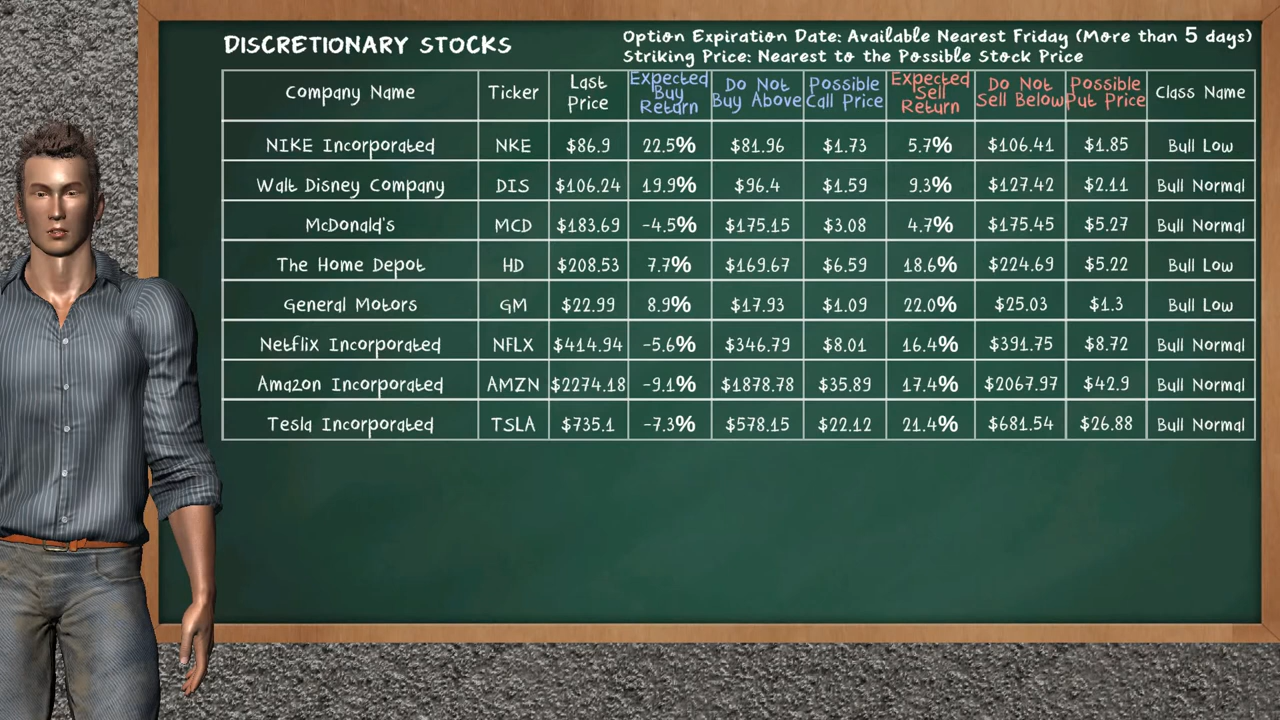 DISCRETIONARY STOCKS
Option Expiration Date: Available Nearest Friday (More than 5 days)
Striking Price: Nearest to the Possible Stock Price
Company Name Ticker Last Price Expected Buy Return Do Not Buy Above Possible Call Price Expected Sell Return Do Not Sell Below Possible Put Price Class Name
NIKE Incorporated NKE $86.9 22.5% $81.96 $1.73 5.7% $106.41 $1.85 Bull Low
Walt Disney Company DIS $106.24 19.9% $96.4 $1.59 9.3% $127.42 $2.11 Bull Normal
McDonald's MCD $183.69 -4.5% $175.15 $3.08 4.7% $175.45 $5.27 Bull Normal
The Home Depot HD $208.53 7.7% $169.67 $6.59 18.6% $224.69 $5.22 Bull Low
General Motors GM $22.99 8.9% $17.93 $1.09 22.0% $25.03 $1.3 Bull Low
Netflix Incorporated NFLX $414.94 -5.6% $346.79 $8.01 16.4% $391.75 $8.72 Bull Normal
Amazon Incorporated AMZN $2274.18 -9.1% $1878.78 $35.89 17.4% $2067.97 $42.9 Bull Normal
Tesla Incorporated TSLA $735.1 -7.3% $578.15 $22.12 21.4% $681.54 $26.88 Bull Normal